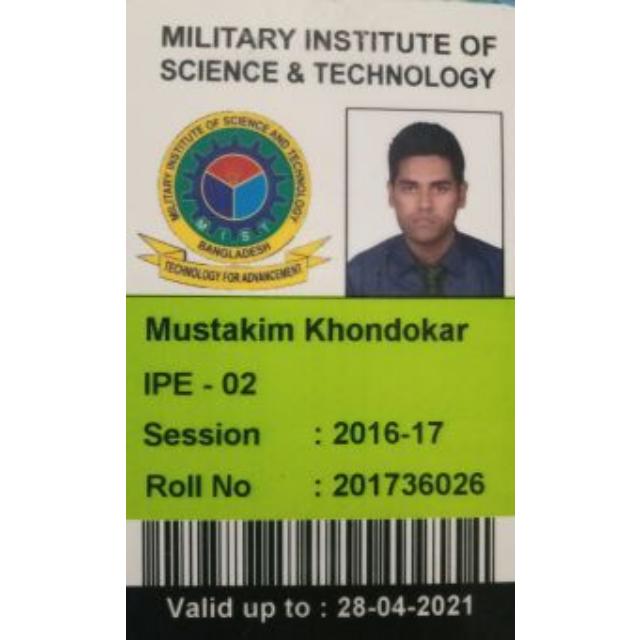 MILITARY INSTITUTE OF
SCIENCE & TECHNOLOGY
MILITARY INSTITUTE OF SCIENCE AND TECHNOLOGY
MIST
BANGLADESH
TECHNOLOGY FOR ADVANCEMENT
Mustakim Khondokar
IPE - 02
Session : 2016-17
Roll No : 201736026
Valid up to : 28-04-2021